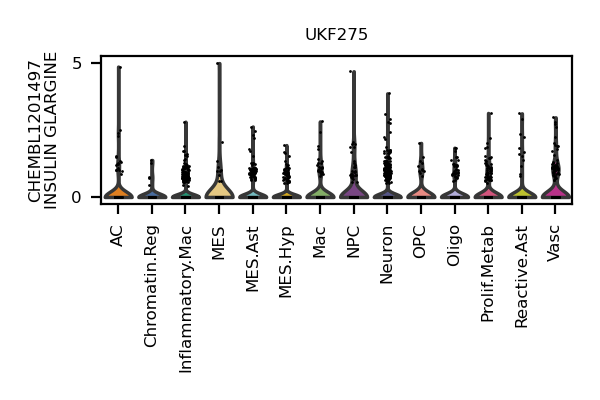 UKF275
CHEMBL1201497
INSULIN GLARGINE
5
0
AC
Chromatin.Reg
Inflammatory.Mac
MES
MES.Ast
MES.Hyp
Mac
NPC
Neuron
OPC
Oligo
Prolif.Metab
Reactive.Ast
Vasc